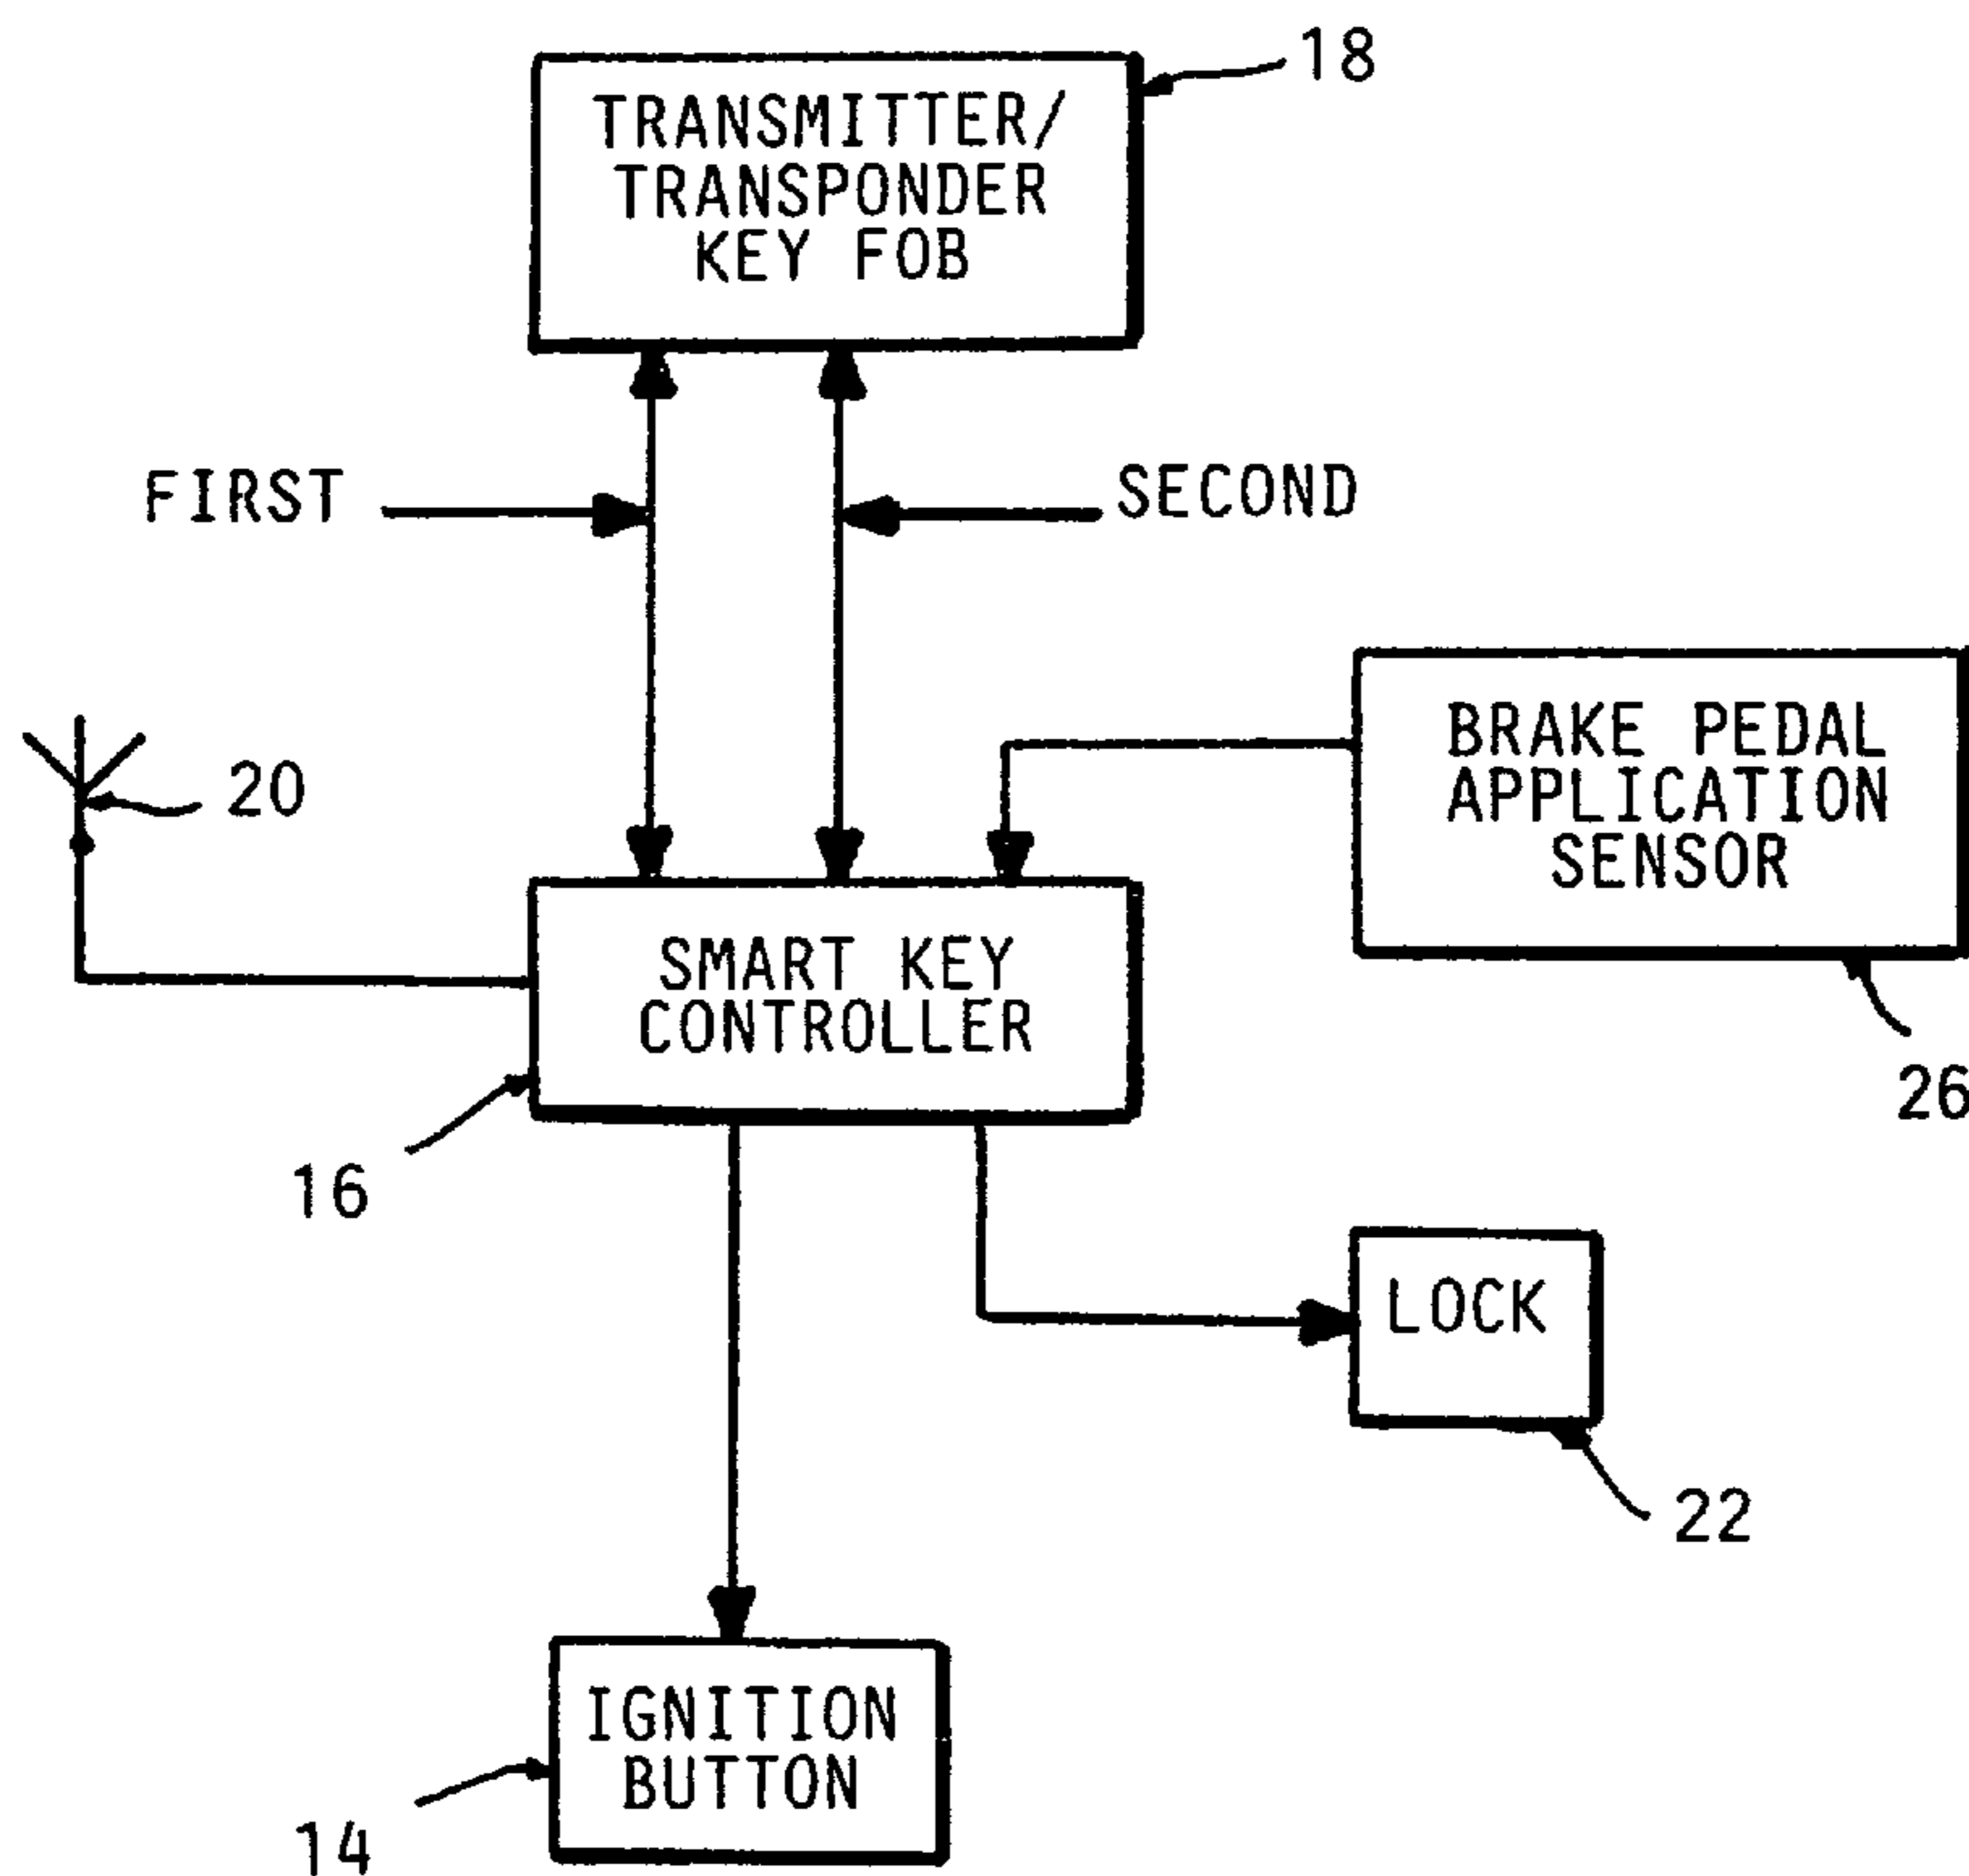 18
TRANSMITTER/
TRANSPONDER
KEY FOB
FIRST
SECOND
20
BRAKE PEDAL
APPLICATION
SENSOR
SMART KEY
CONTROLLER
26
16
LOCK
22
IGNITION
BUTTON
14